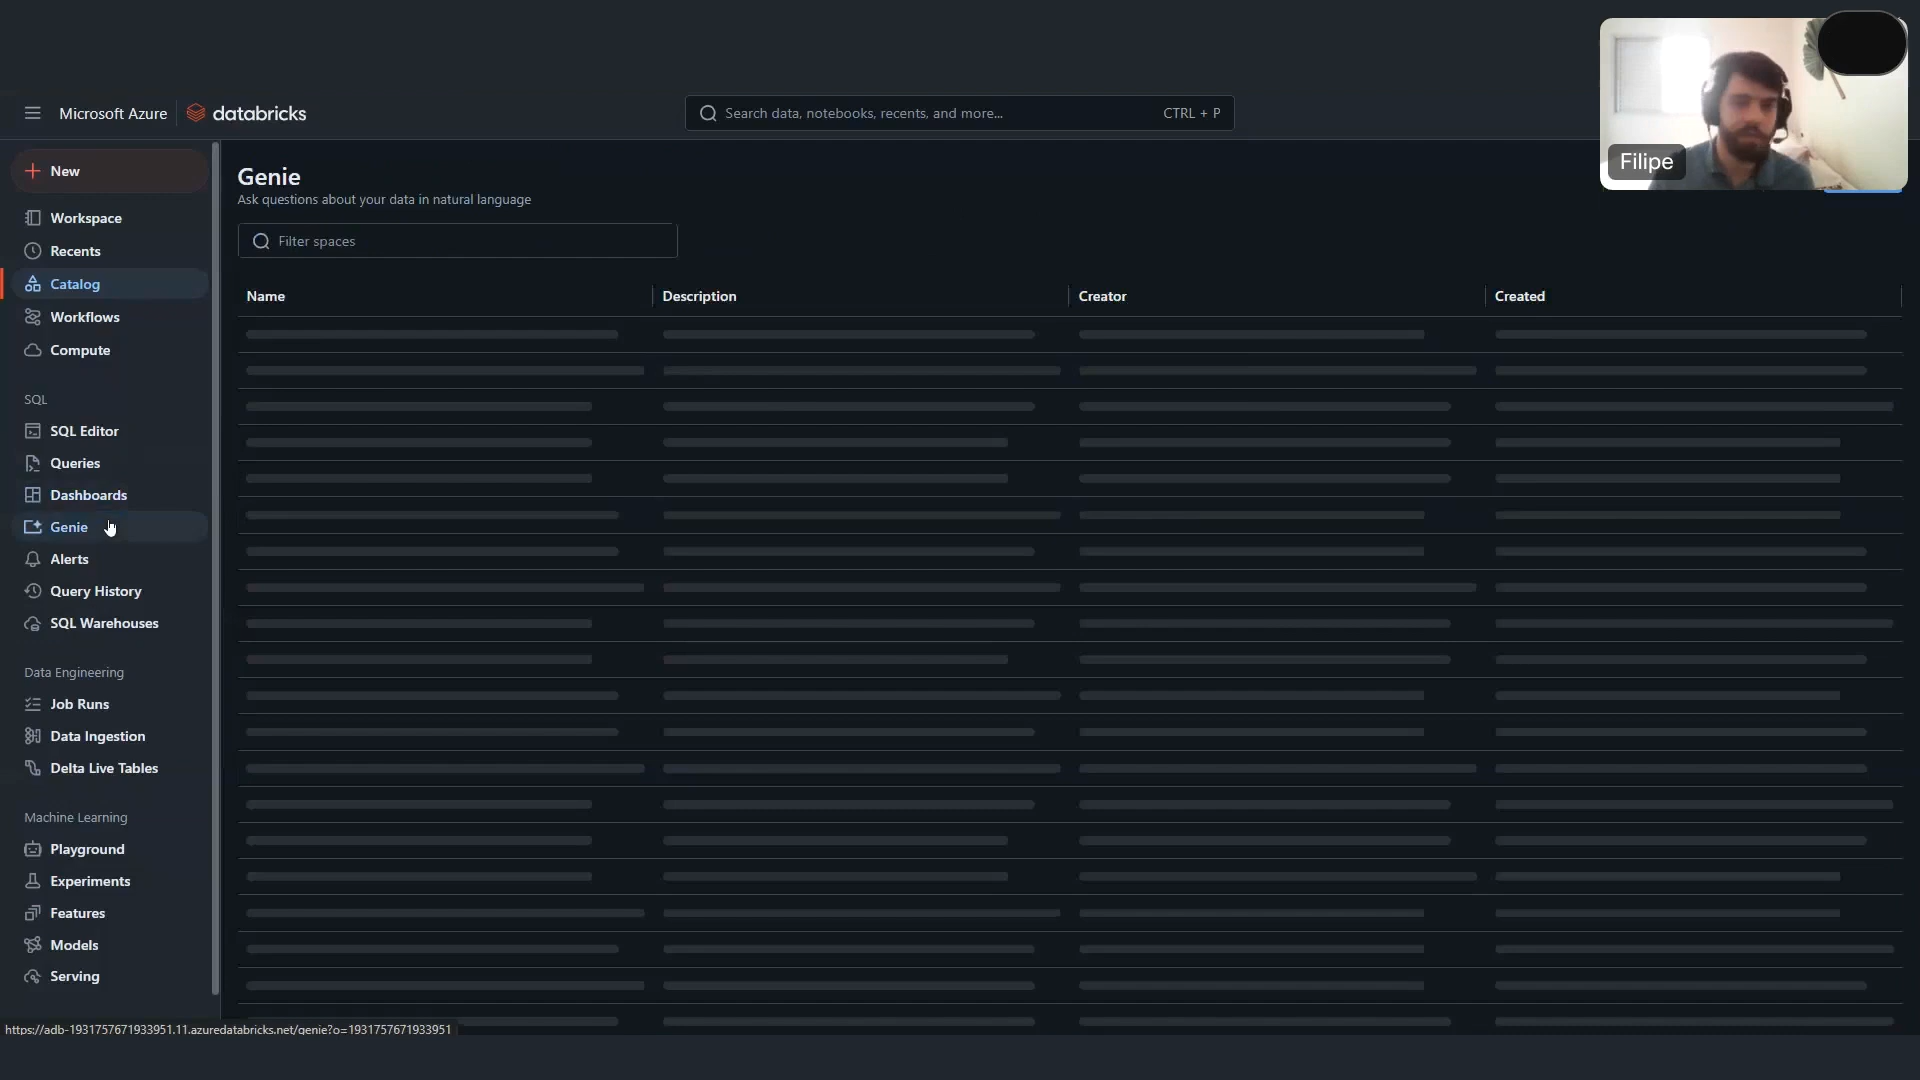 Microsoft Azure
databricks
Search data, notebooks, recents, and more...
CTRL + P
Filipe
New
Workspace
Recents
Catalog
Workflows
Compute
SQL
SQL Editor
Queries
Dashboards
Genie
Alerts
Query History
SQL Warehouses
Data Engineering
Job Runs
Data Ingestion
Delta Live Tables
Machine Learning
Playground
Experiments
Features
Models
Serving
Genie
Ask questions about your data in natural language
Filter spaces
Name
Description
Creator
Created
https://adb-1931757671933951.11.azuredatabricks.net/genie?o=1931757671933951